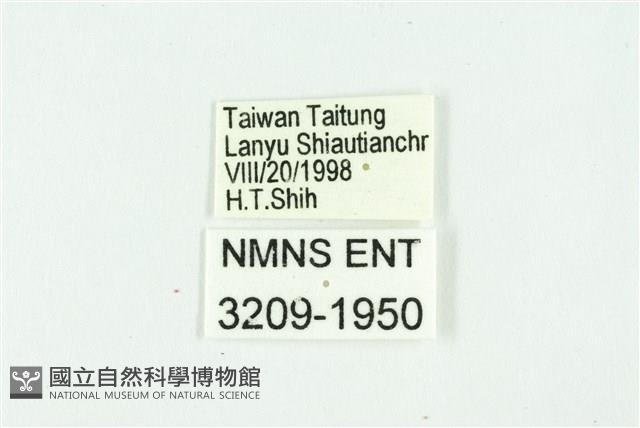 Taiwan Taitung
Lanyu Shiautianchr
VIII/20/1998
H.T.Shih
NMNS ENT
3209-1950
國立自然科學博物館
NATIONAL MUSEUM OF NATURAL SCIENCE